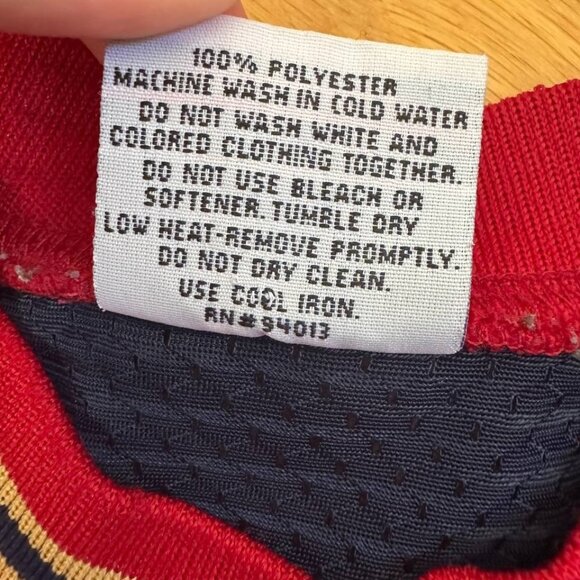 100% POLYESTER
MACHINE WASH IN COLD WATER
DO NOT WASH WHITE AND
COLORED CLOTHING TOGETHER.
DO NOT USE BLEACH OR
SOFTENER. TUMBLE DRY
LOW HEAT-REMOVE PROMPTLY.
DO NOT DRY CLEAN.
USE COOL IRON.
RN# 94013